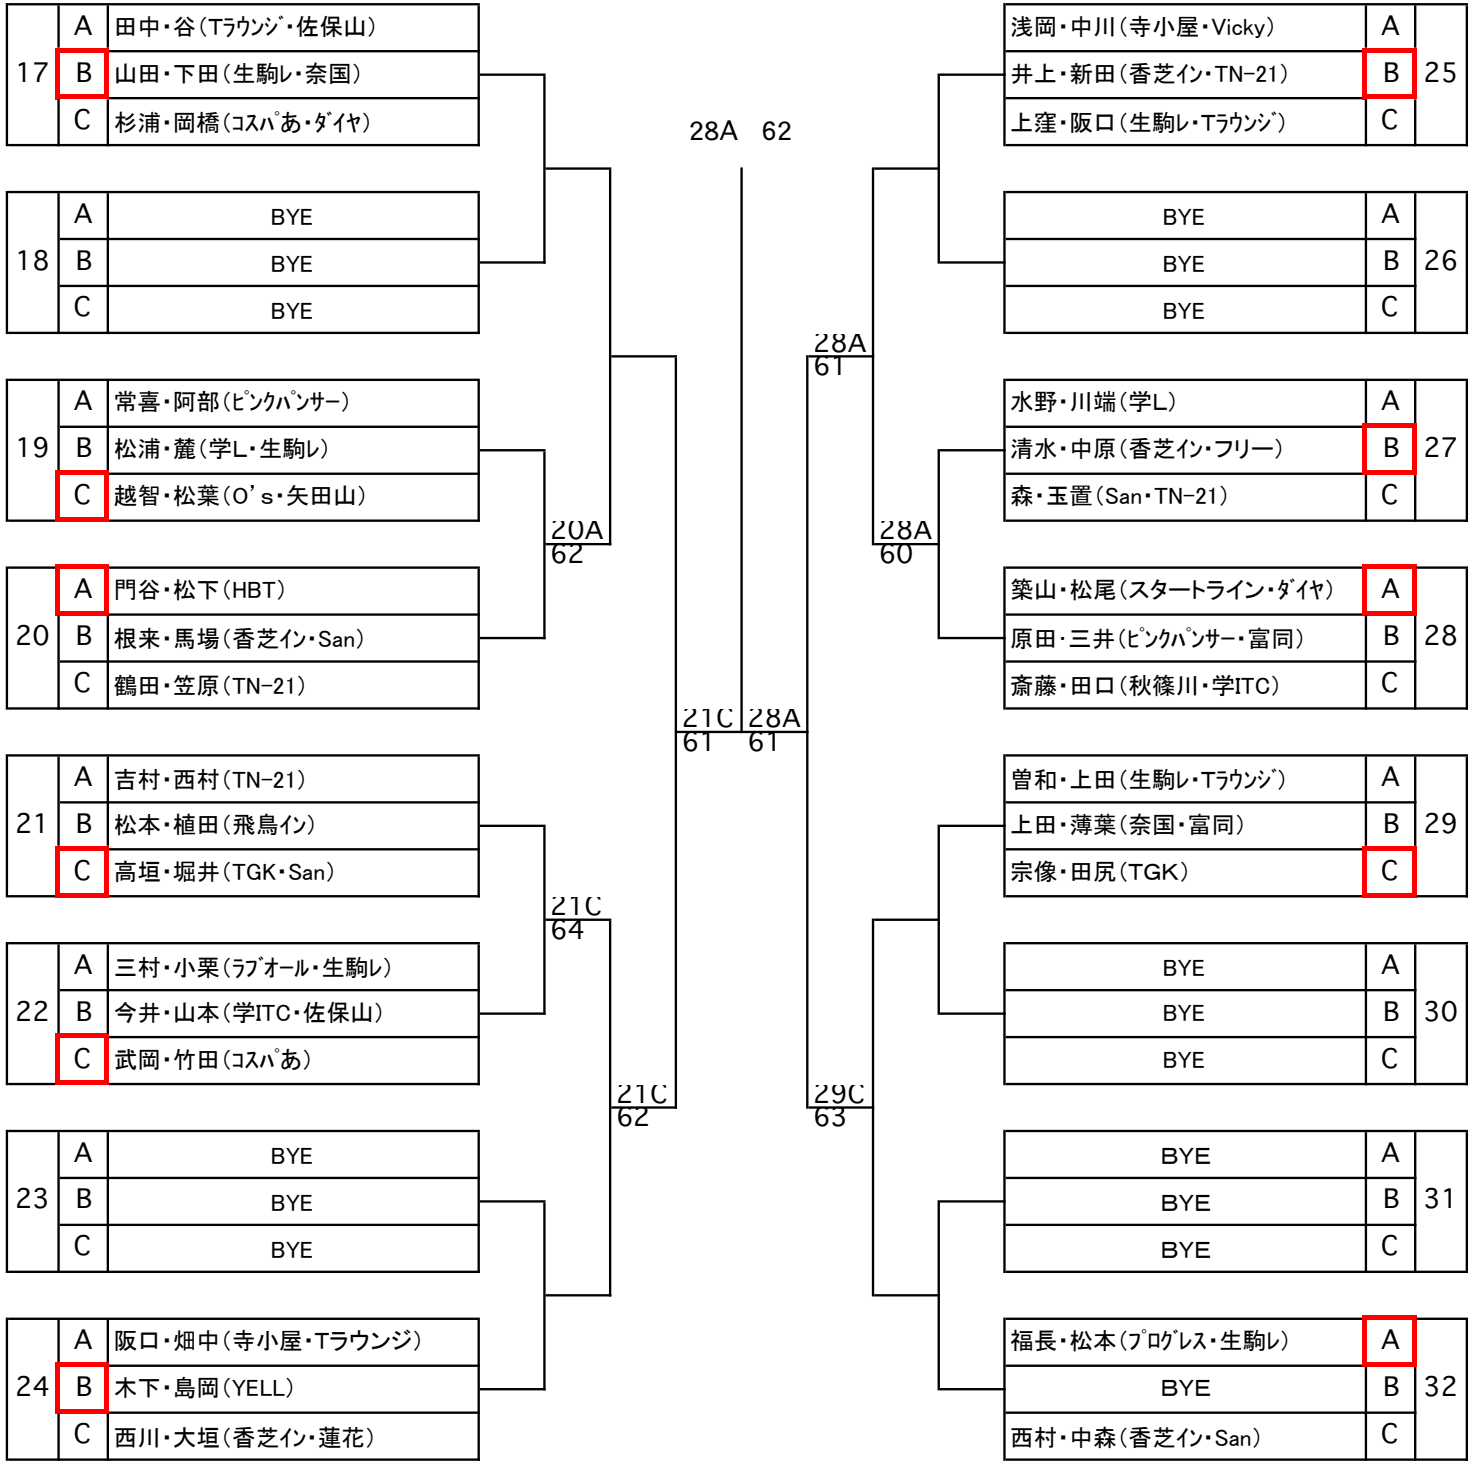 17
A 田中・谷（Tラウンジ・佐保山）
B 山田・下田（生駒レ・奈国）
C 杉浦・岡橋（コスパあ・ダイヤ）
18
A BYE
B BYE
C BYE
19
A 常喜・阿部（ピンクパンサー）
B 松浦・麓（学L・生駒レ）
C 越智・松葉（O’s・矢田山）
20A
62
20
A 門谷・松下（HBT）
B 根来・馬場（香芝イン・San）
C 鶴田・笠原（TN-21）
21
A 吉村・西村（TN-21）
B 松本・植田（飛鳥イン）
C 高垣・堀井（TGK・San）
21C
64
22
A 三村・小栗（ラブオール・生駒レ）
B 今井・山本（学ITC・佐保山）
C 武岡・竹田（コスパあ）
21C
62
23
A BYE
B BYE
C BYE
24
A 阪口・畑中（寺小屋・Tラウンジ）
B 木下・島岡（YELL）
C 西川・大垣（香芝イン・蓮花）
28A 62
21C 28A
61 61
浅岡・中川（寺小屋・Vicky） A
井上・新田（香芝イン・TN-21） B
上窪・阪口（生駒レ・Tラウンジ） C
25
BYE A
BYE B
BYE C
26
28A
61
水野・川端（学L） A
清水・中原（香芝イン・フリー） B
森・玉置（San・TN-21） C
27
28A
60
築山・松尾（スタートライン・ダイヤ） A
原田・三井（ピンクパンサー・富同） B
斎藤・田口（秋篠川・学ITC） C
28
曽和・上田（生駒レ・Tラウンジ） A
上田・薄葉（奈国・富同） B
宗像・田尻（TGK） C
29
BYE A
BYE B
BYE C
30
29C
63
BYE A
BYE B
BYE C
31
福長・松本（プログレス・生駒レ） A
BYE B
西村・中森（香芝イン・San） C
32